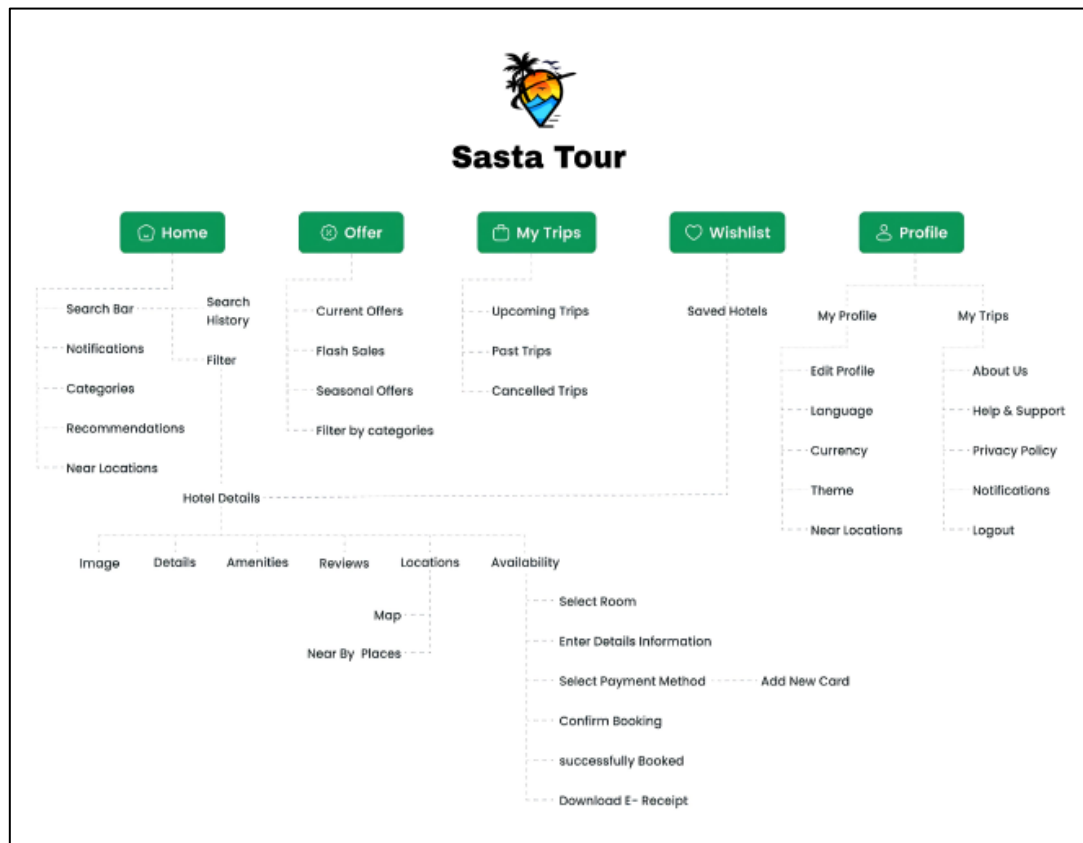 Sasta Tour
Home
Offer
My Trips
Wishlist
Profile
Search Bar
Search
History
Notifications
Filter
Categories
Recommendations
Near Locations
Current Offers
Flash Sales
Seasonal Offers
Filter by categories
Upcoming Trips
Past Trips
Cancelled Trips
Saved Hotels
My Profile
My Trips
Edit Profile
Language
Currency
Theme
Near Locations
About Us
Help & Support
Privacy Policy
Notifications
Logout
Hotel Details
Image
Details
Amenities
Reviews
Locations
Availability
Map
Near By Places
Select Room
Enter Details Information
Select Payment Method
Add New Card
Confirm Booking
successfully Booked
Download E- Receipt